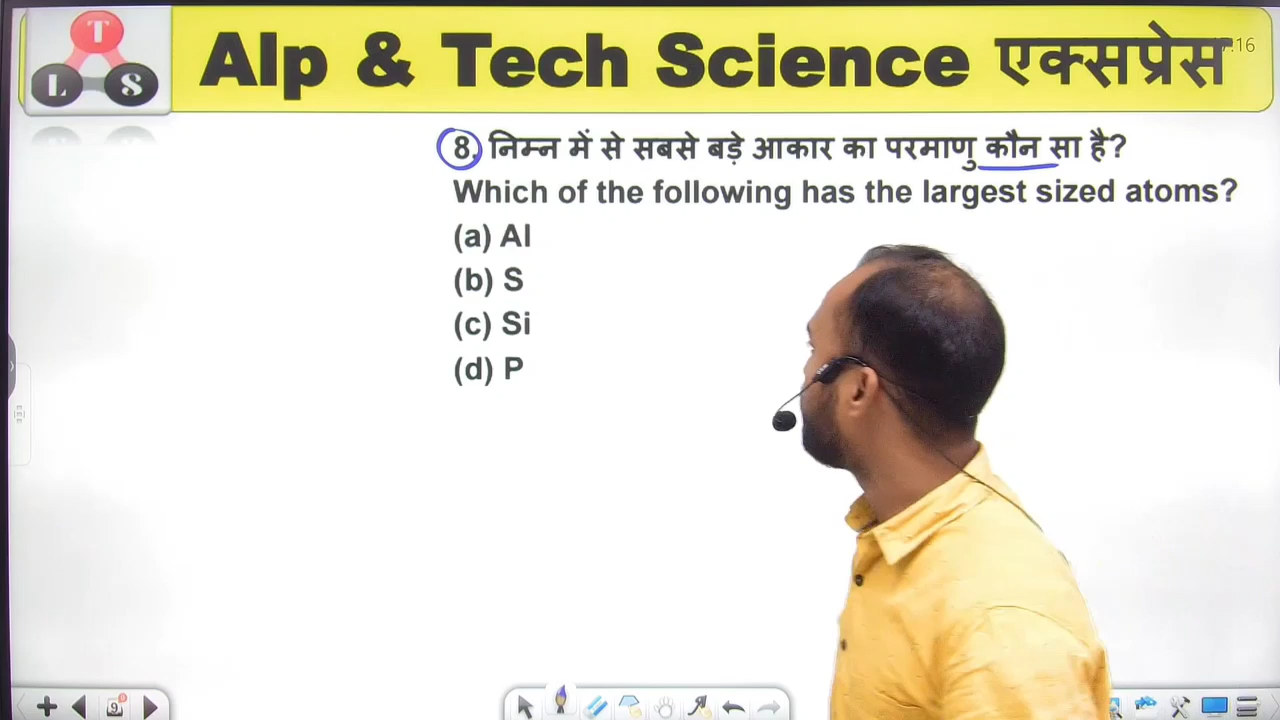 T
L S
Alp & Tech Science एक्सप्रेस
8. निम्न में से सबसे बड़े आकार का परमाणु कौन सा है?
Which of the following has the largest sized atoms?
(a) Al
(b) S
(c) Si
(d) P
9